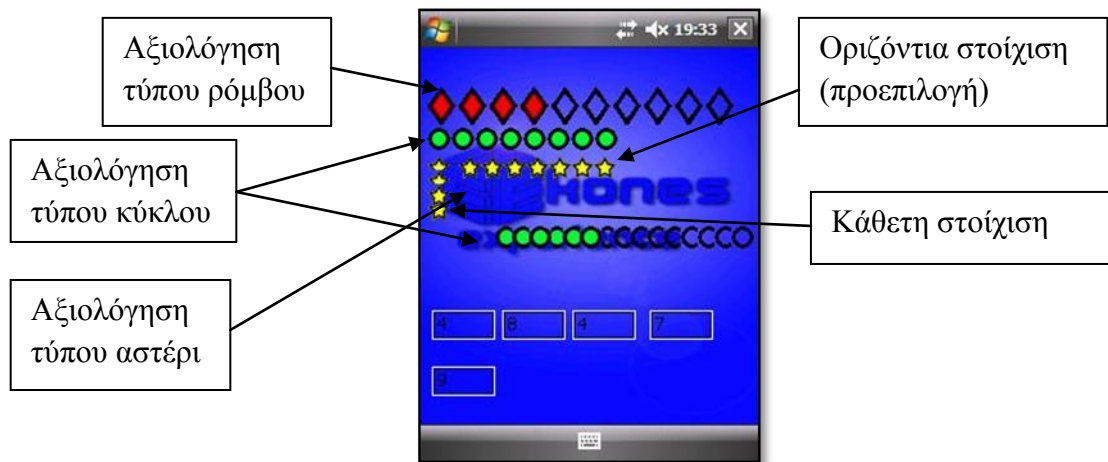 Αξιολόγηση
τύπου ρόμβου
Αξιολόγηση
τύπου κύκλου
Αξιολόγηση
τύπου αστέρι
19:33
kones
4 8 4 7
9
Οριζόντια στοίχιση
(προεπιλογή)
Κάθετη στοίχιση